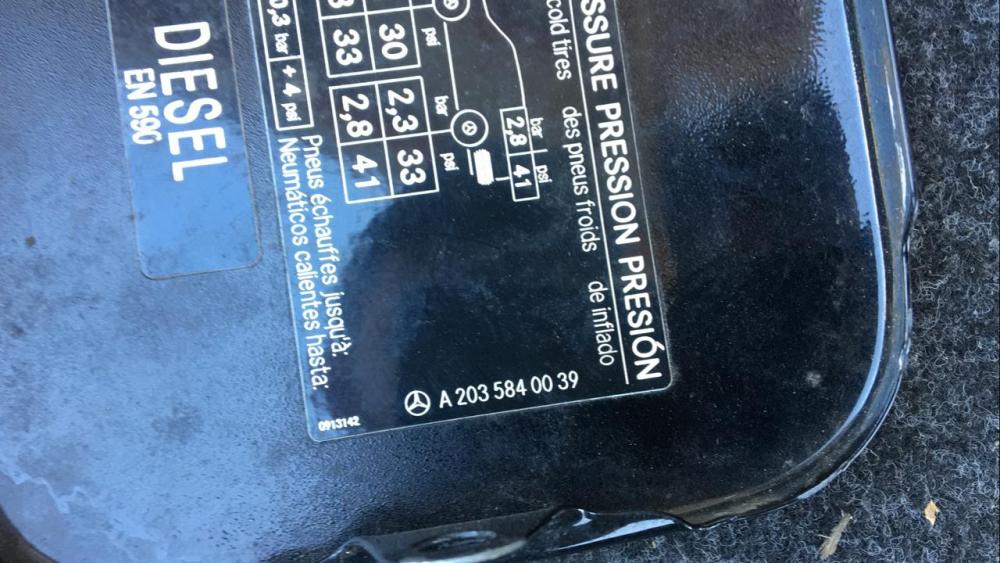 SSURE PRESSION PRESIÓN
cold tires des pneus froids de inflado
bar psi
2,8 41
psi bar psi
30 2,3 33
3 33 2,8 41
Pneus échauffes jusqu'à:
0,3 bar + 4 psi
Neumáticos calientes hasta:
A 203 584 00 39
0913142
DIESEL
EN 590